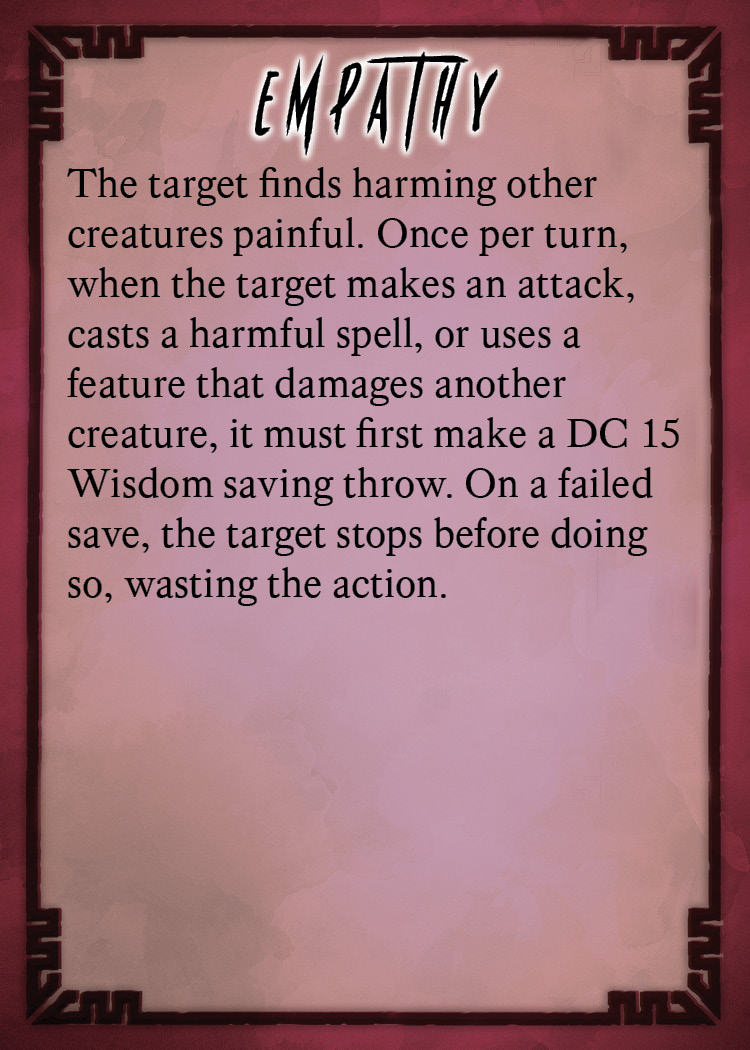 EMPATHY
The target finds harming other
creatures painful. Once per turn,
when the target makes an attack,
casts a harmful spell, or uses a
feature that damages another
creature, it must first make a DC 15
Wisdom saving throw. On a failed
save, the target stops before doing
so, wasting the action.